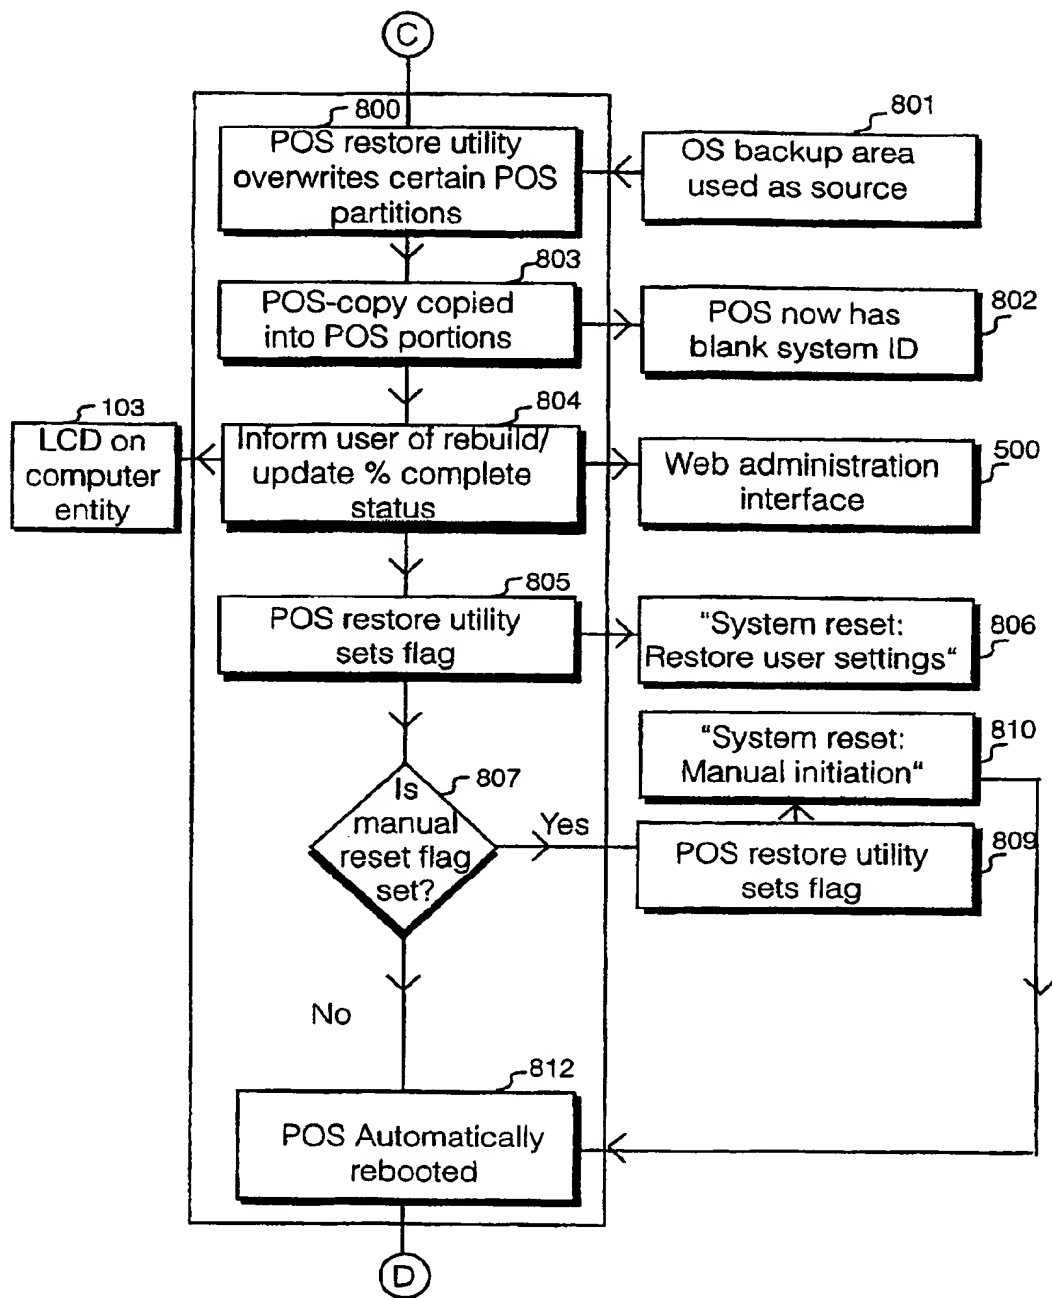 C
800
POS restore utility
overwrites certain POS
partitions
801
OS backup area
used as source
803
POS-copy copied
into POS portions
802
POS now has
blank system ID
103
LCD on
computer
entity
804
Inform user of rebuild/
update % complete
status
500
Web administration
interface
805
POS restore utility
sets flag
806
“System reset:
Restore user settings“
810
“System reset:
Manual initiation“
807
Is
manual
reset flag
set?
Yes
809
POS restore utility
sets flag
No
812
POS Automatically
rebooted
D